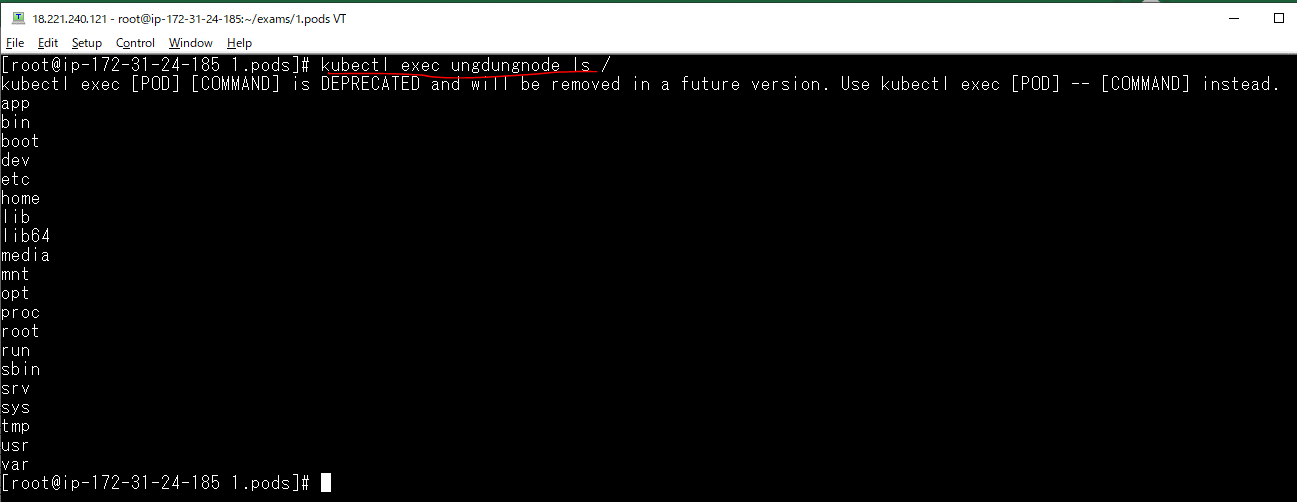 18.221.240.121 - root@ip-172-31-24-185:~/exams/1.pods VT
File Edit Setup Control Window Help
[root@ip-172-31-24-185 1.pods]# kubectl exec ungdungnode ls /
kubectl exec [POD] [COMMAND] is DEPRECATED and will be removed in a future version. Use kubectl exec [POD] -- [COMMAND] instead.
app
bin
boot
dev
etc
home
lib
lib64
media
mnt
opt
proc
root
run
sbin
srv
sys
tmp
usr
var
[root@ip-172-31-24-185 1.pods]#